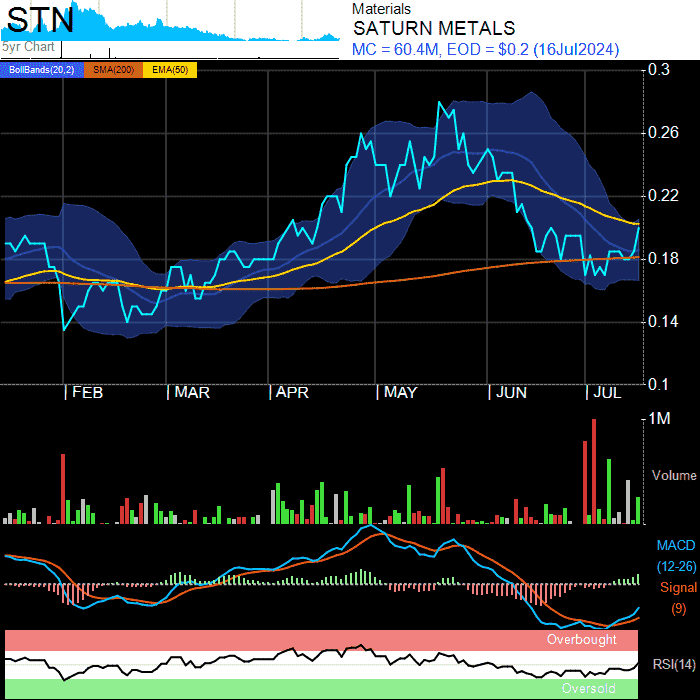 STN
5yr Chart
Materials
SATURN METALS
MC = 60.4M, EOD = $0.2 (16Jul2024)
BollBands(20,2) SMA(200) EMA(50)
0.3
0.26
0.22
0.18
0.14
0.1
| FEB | MAR | APR | MAY | JUN | JUL
1M
Volume
MACD
(12-26)
Signal
(9)
Overbought
RSI(14)
Oversold